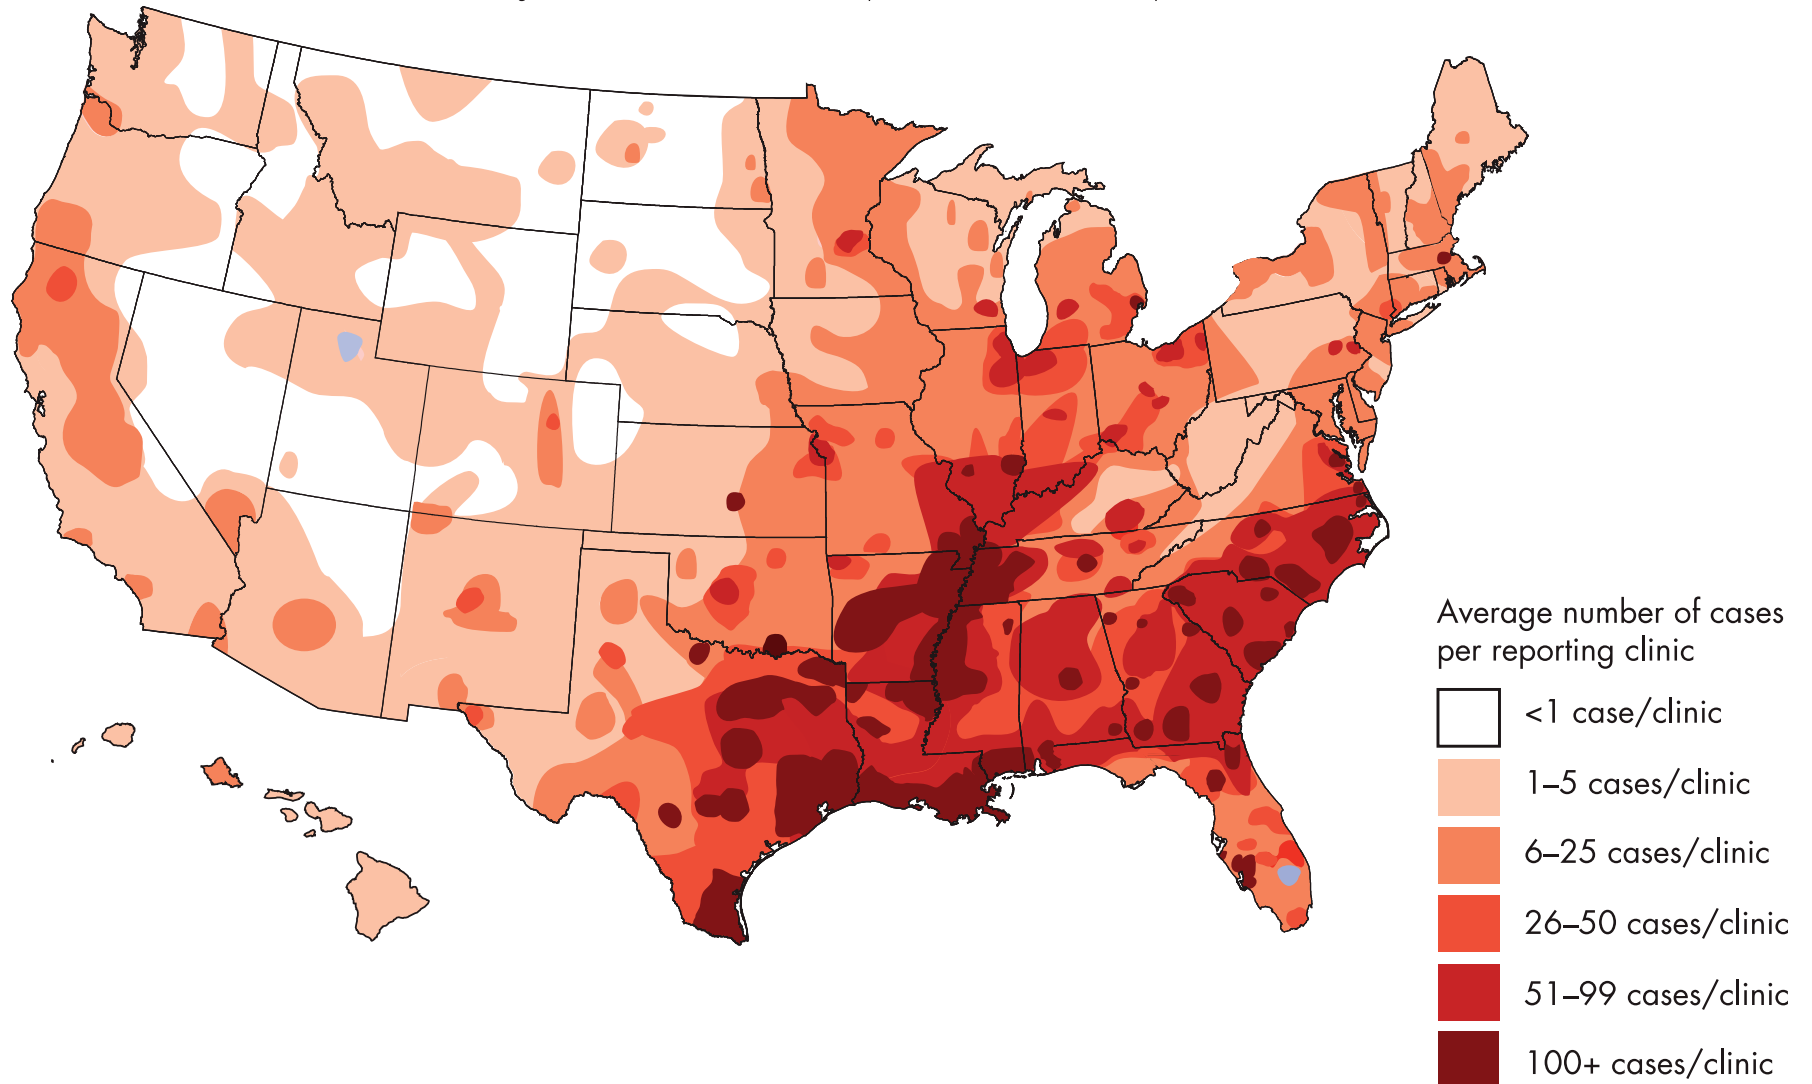 Average number of cases
per reporting clinic
<1 case/clinic
1–5 cases/clinic
6–25 cases/clinic
26–50 cases/clinic
51–99 cases/clinic
100+ cases/clinic